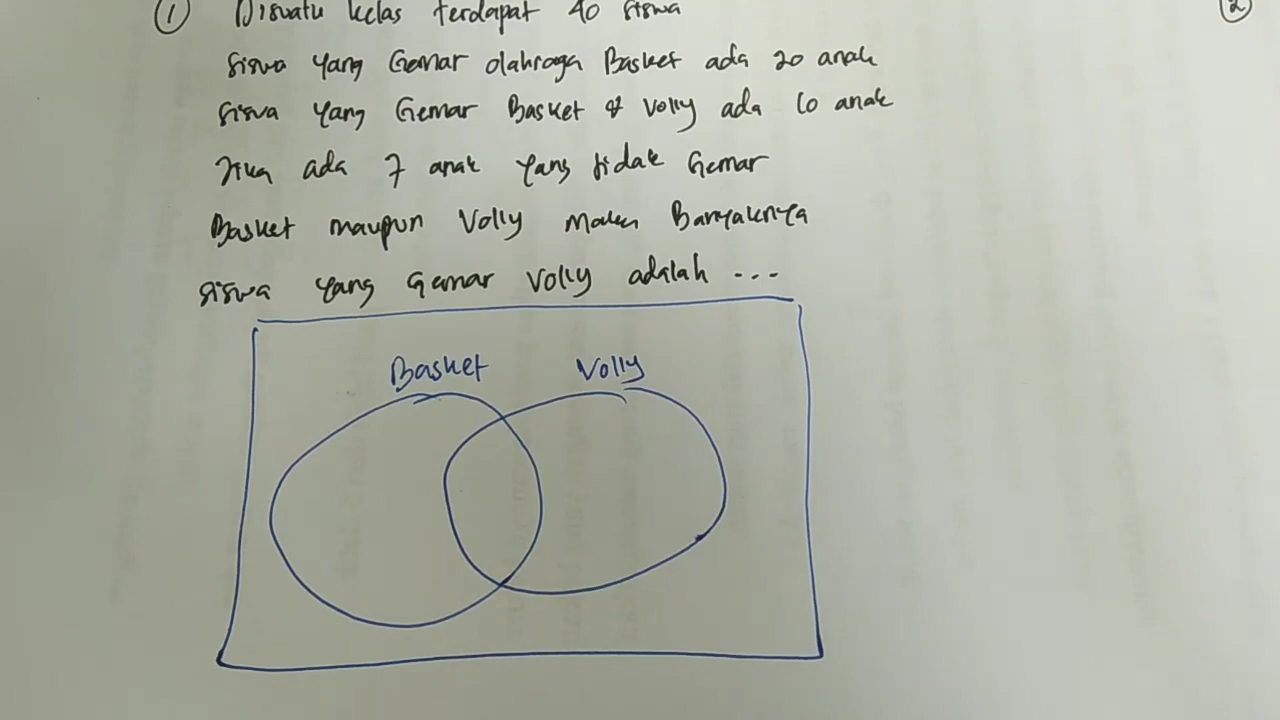 1 Disuatu kelas terdapat 40 siswa
2
siswa yang Gemar olahraga Basket ada 20 anak
siswa yang Gemar Basket & Volly ada 10 anak
Jika ada 7 anak yang tidak Gemar
Basket maupun Volly maka Banyaknya
siswa yang Gemar Volly adalah ...
Basket Volly